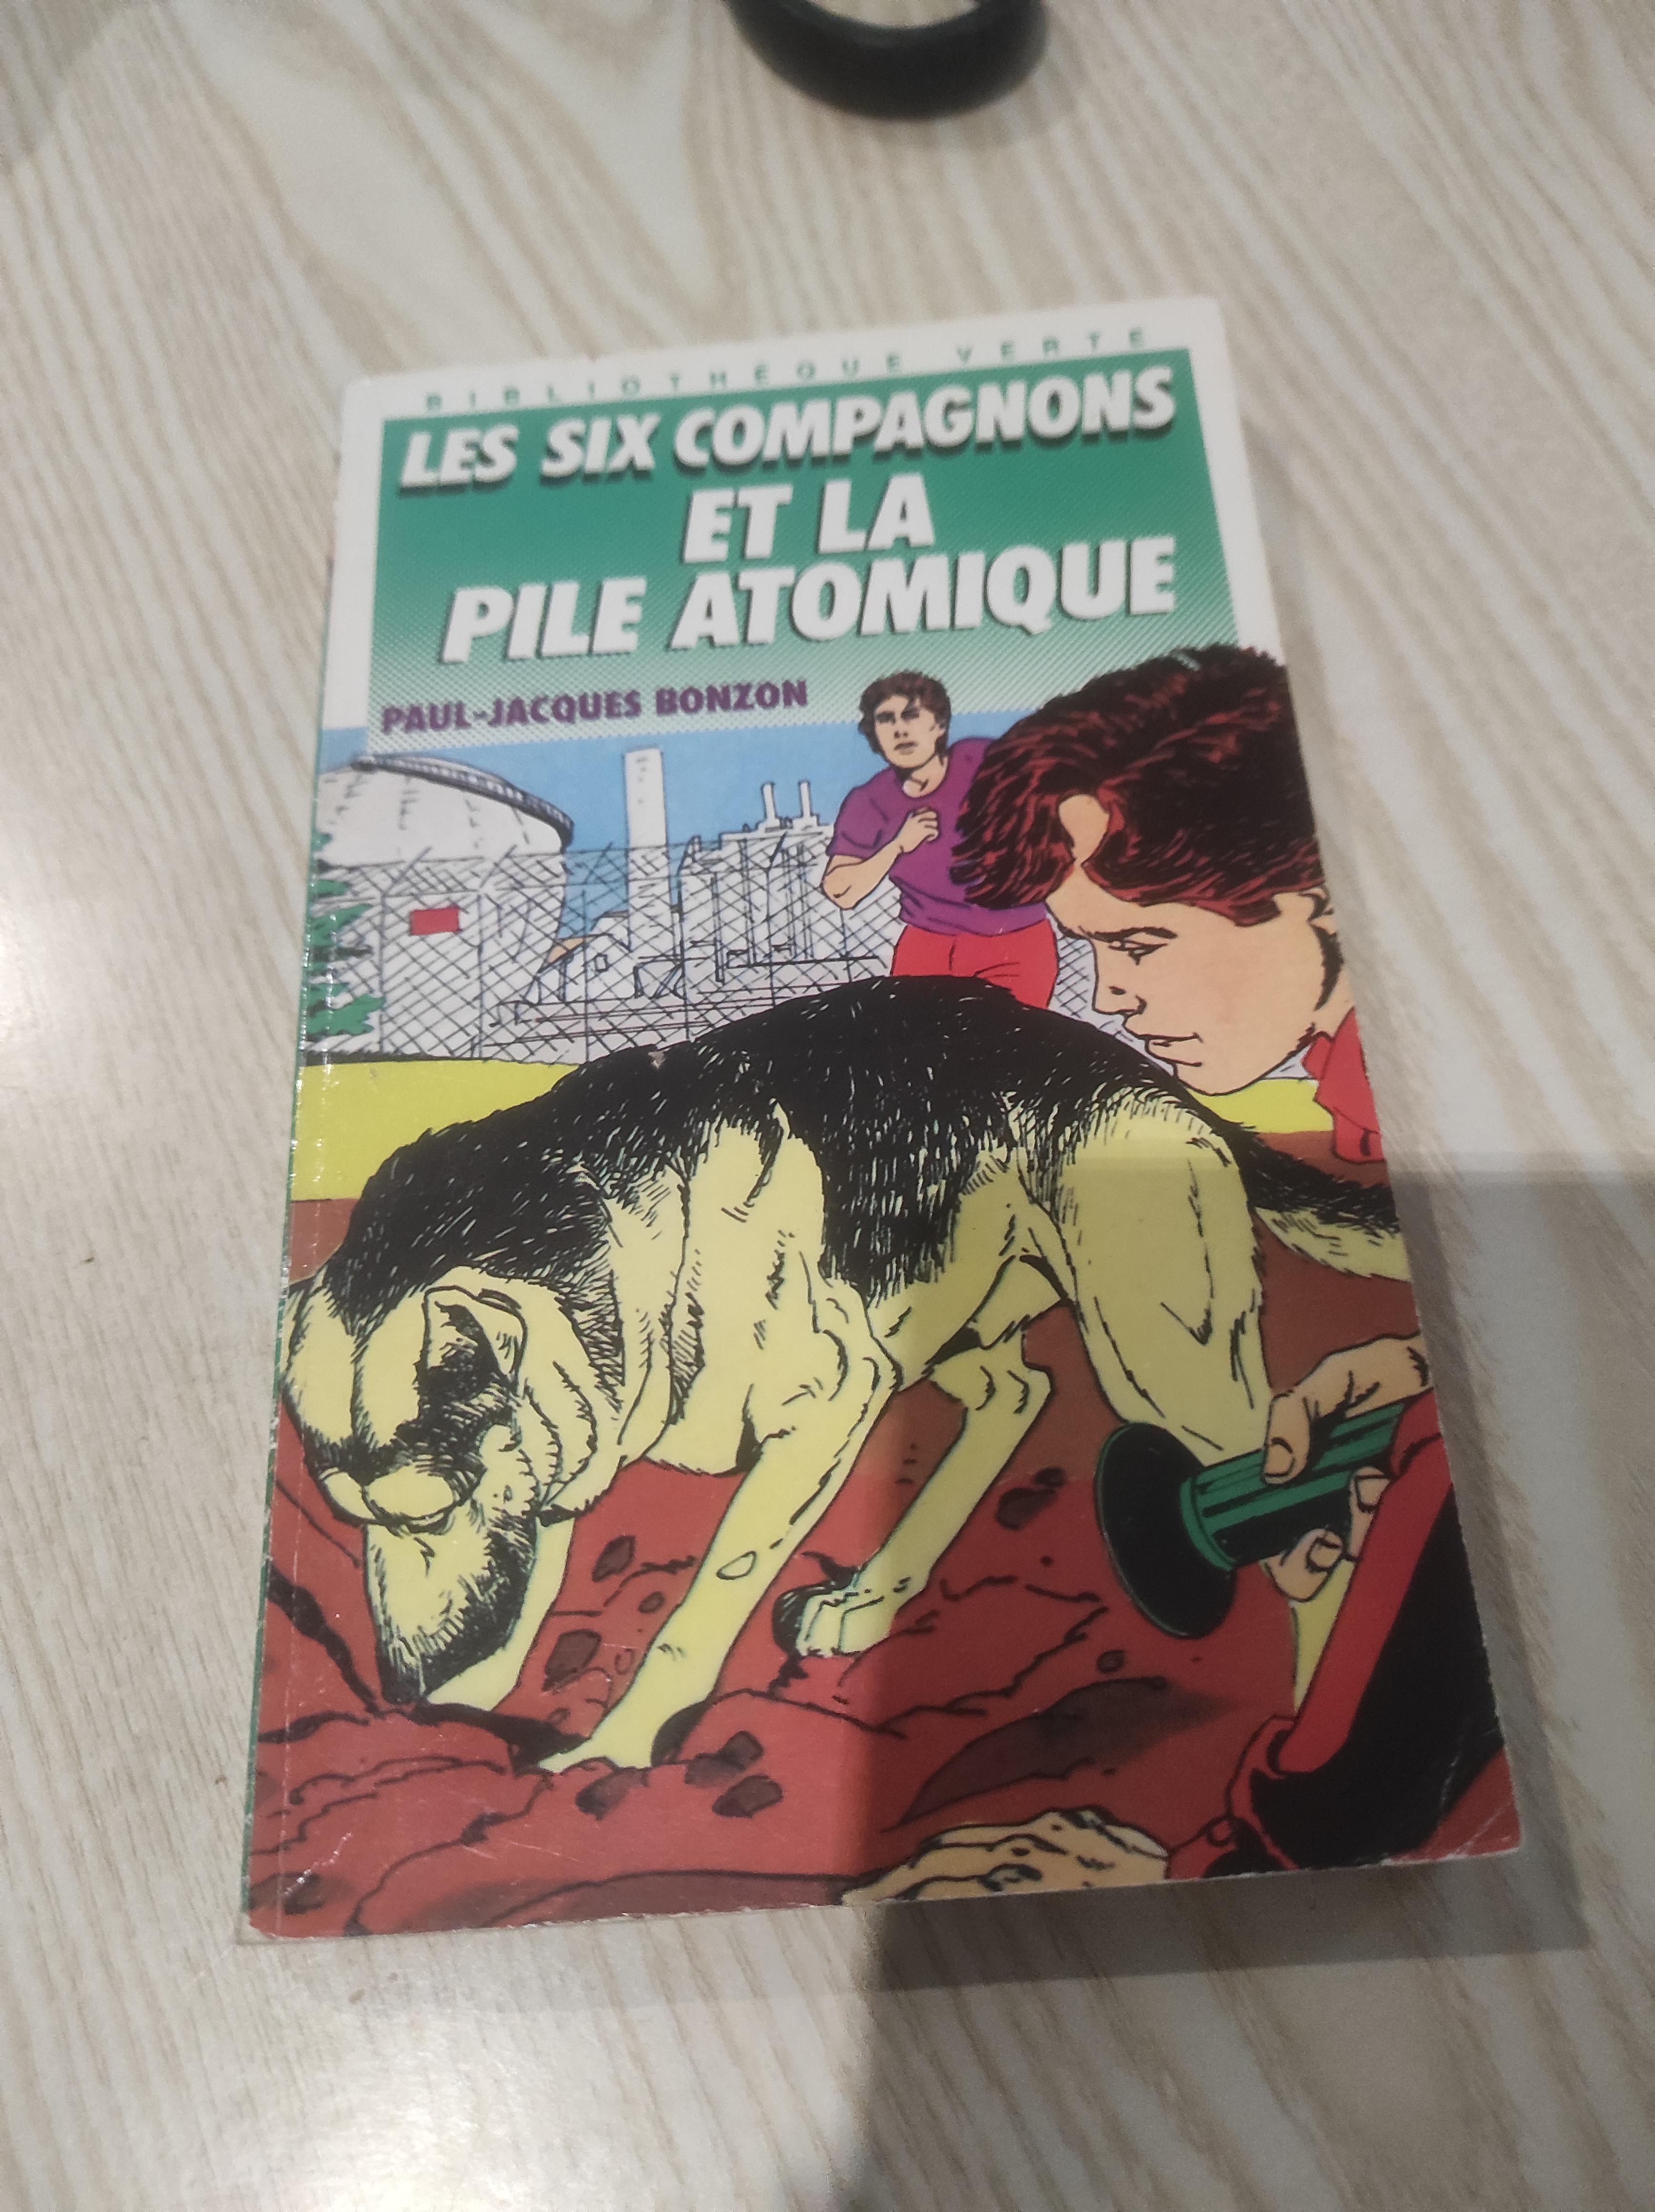 BIBLIOTHÈQUE VERTE
LES SIX COMPAGNONS
ET LA
PILE ATOMIQUE
PAUL-JACQUES BONZON